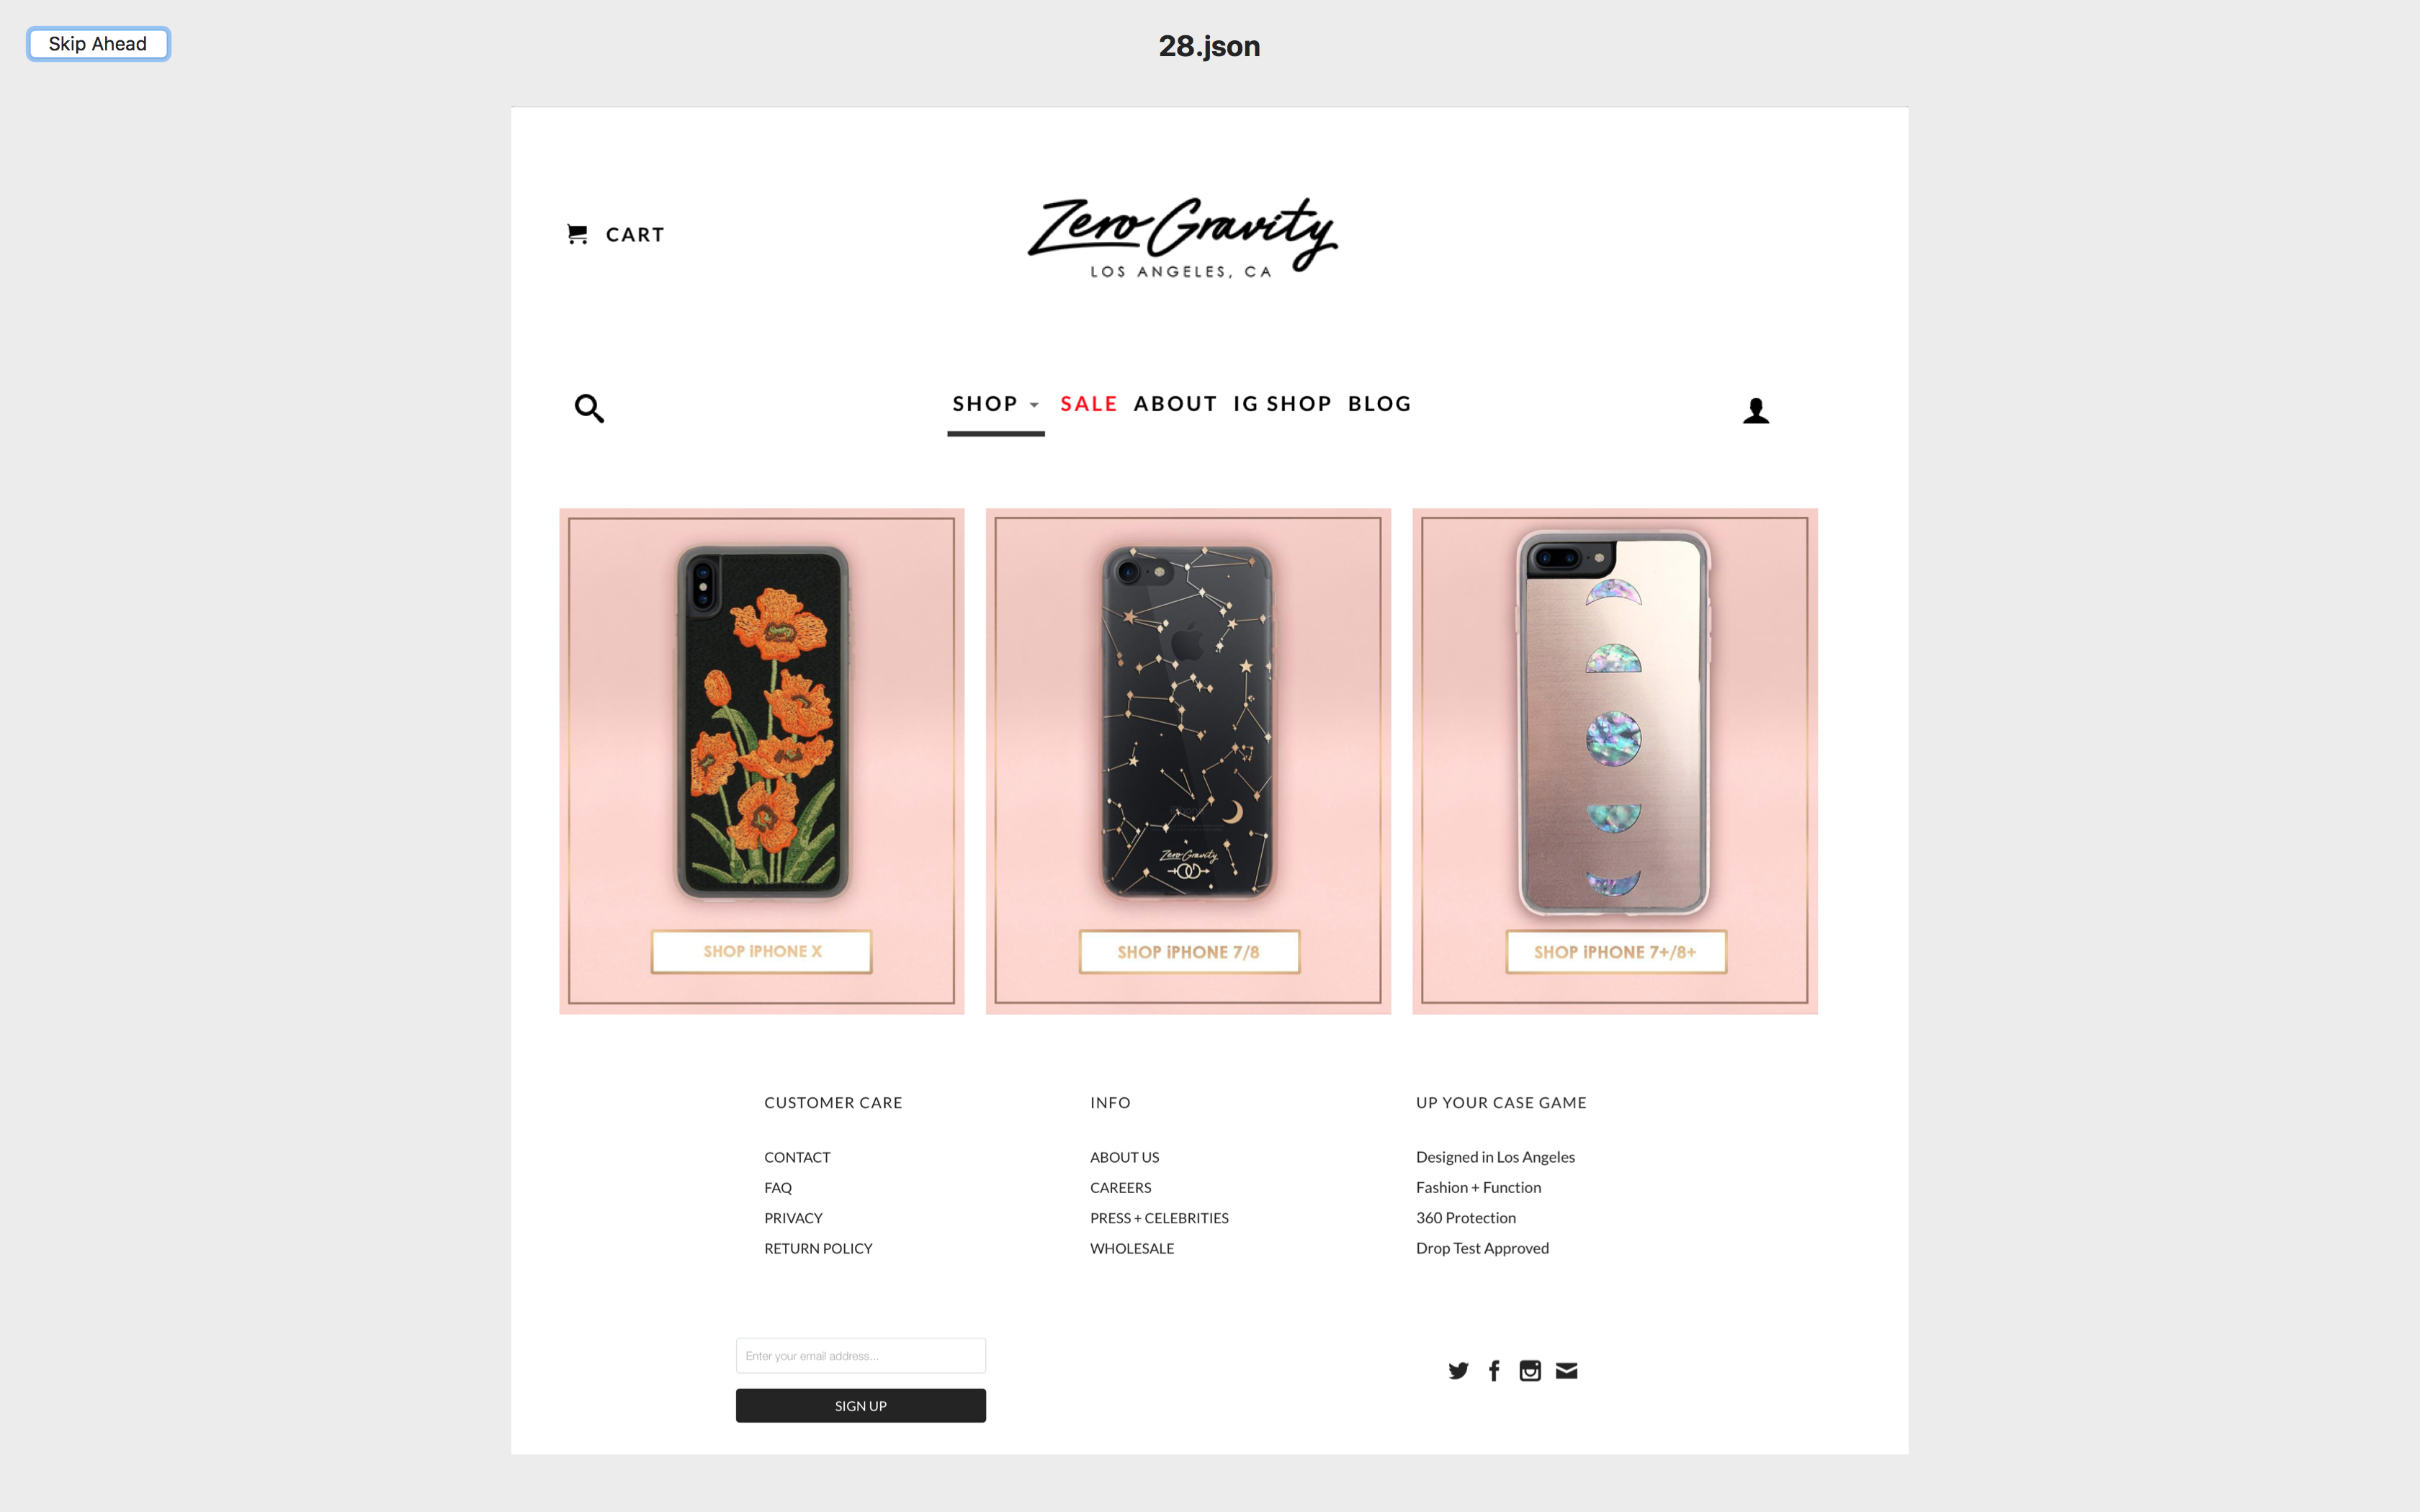 Skip Ahead
28.json
CART
Zero Gravity
LOS ANGELES, CA
SHOP SALE ABOUT IG SHOP BLOG
Zero Gravity
SHOP iPHONE X
SHOP iPHONE 7/8
SHOP iPHONE 7+/8+
CUSTOMER CARE
CONTACT
FAQ
PRIVACY
RETURN POLICY
INFO
ABOUT US
CAREERS
PRESS + CELEBRITIES
WHOLESALE
UP YOUR CASE GAME
Designed in Los Angeles
Fashion + Function
360 Protection
Drop Test Approved
Enter your email address...
SIGN UP